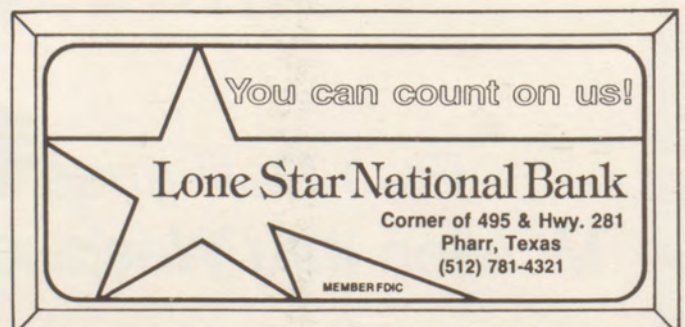 You can count on us!
Lone Star National Bank
Corner of 495 & Hwy. 281
Pharr, Texas
(512) 781-4321
MEMBER FDIC